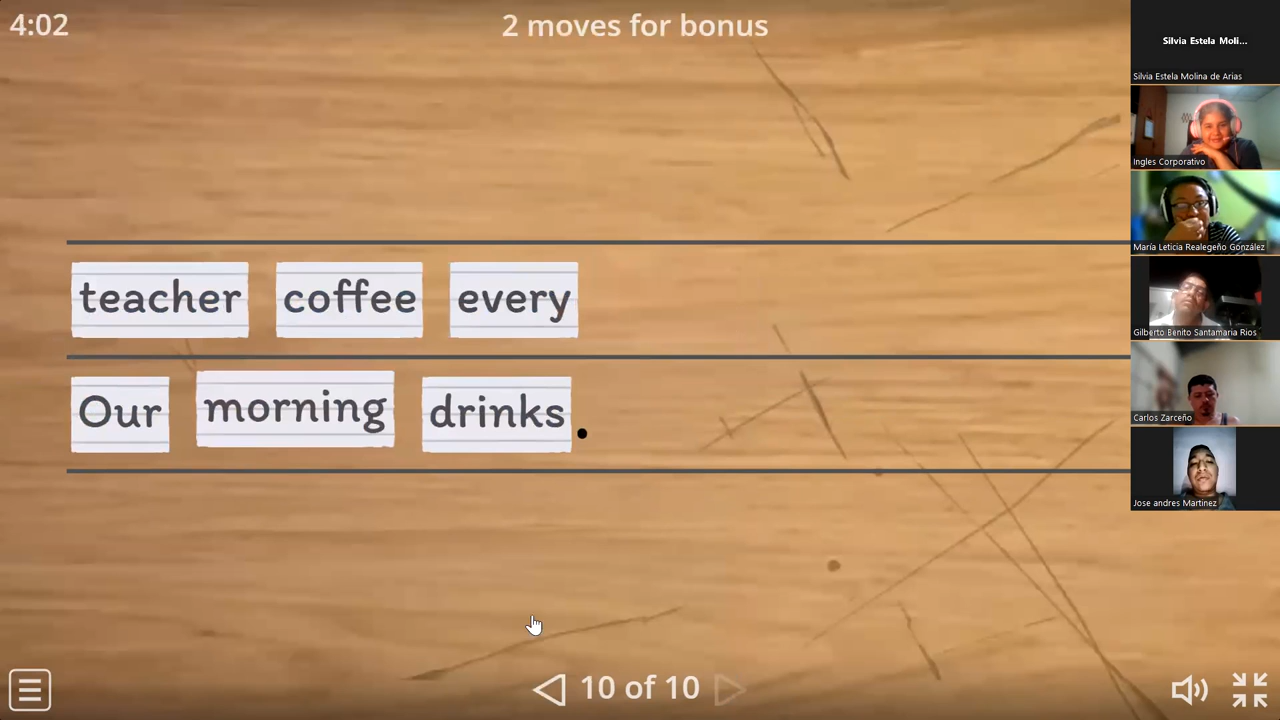 4:02
2 moves for bonus
Silvia Estela Moli...
Silvia Estela Molina de Arias
Ingles Corporativo
María Leticia Realegeño González
Gilberto Benito Santamaria Rios
Carlos Zarceño
Jose andres Martinez
teacher coffee every
Our morning drinks.
10 of 10